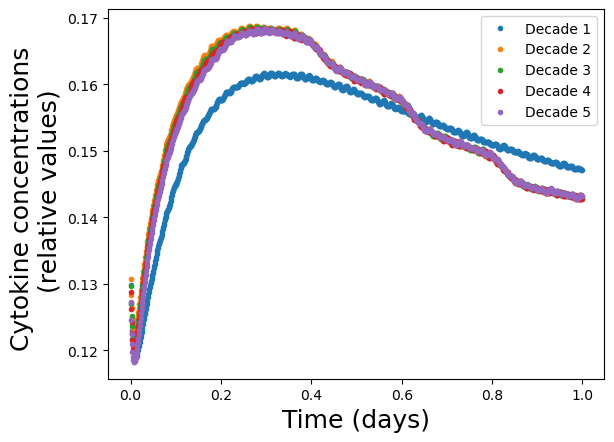 Cytokine concentrations
(relative values)
0.17
0.16
0.15
0.14
0.13
0.12
Decade 1
Decade 2
Decade 3
Decade 4
Decade 5
0.0
0.2
0.4
0.6
0.8
1.0
Time (days)